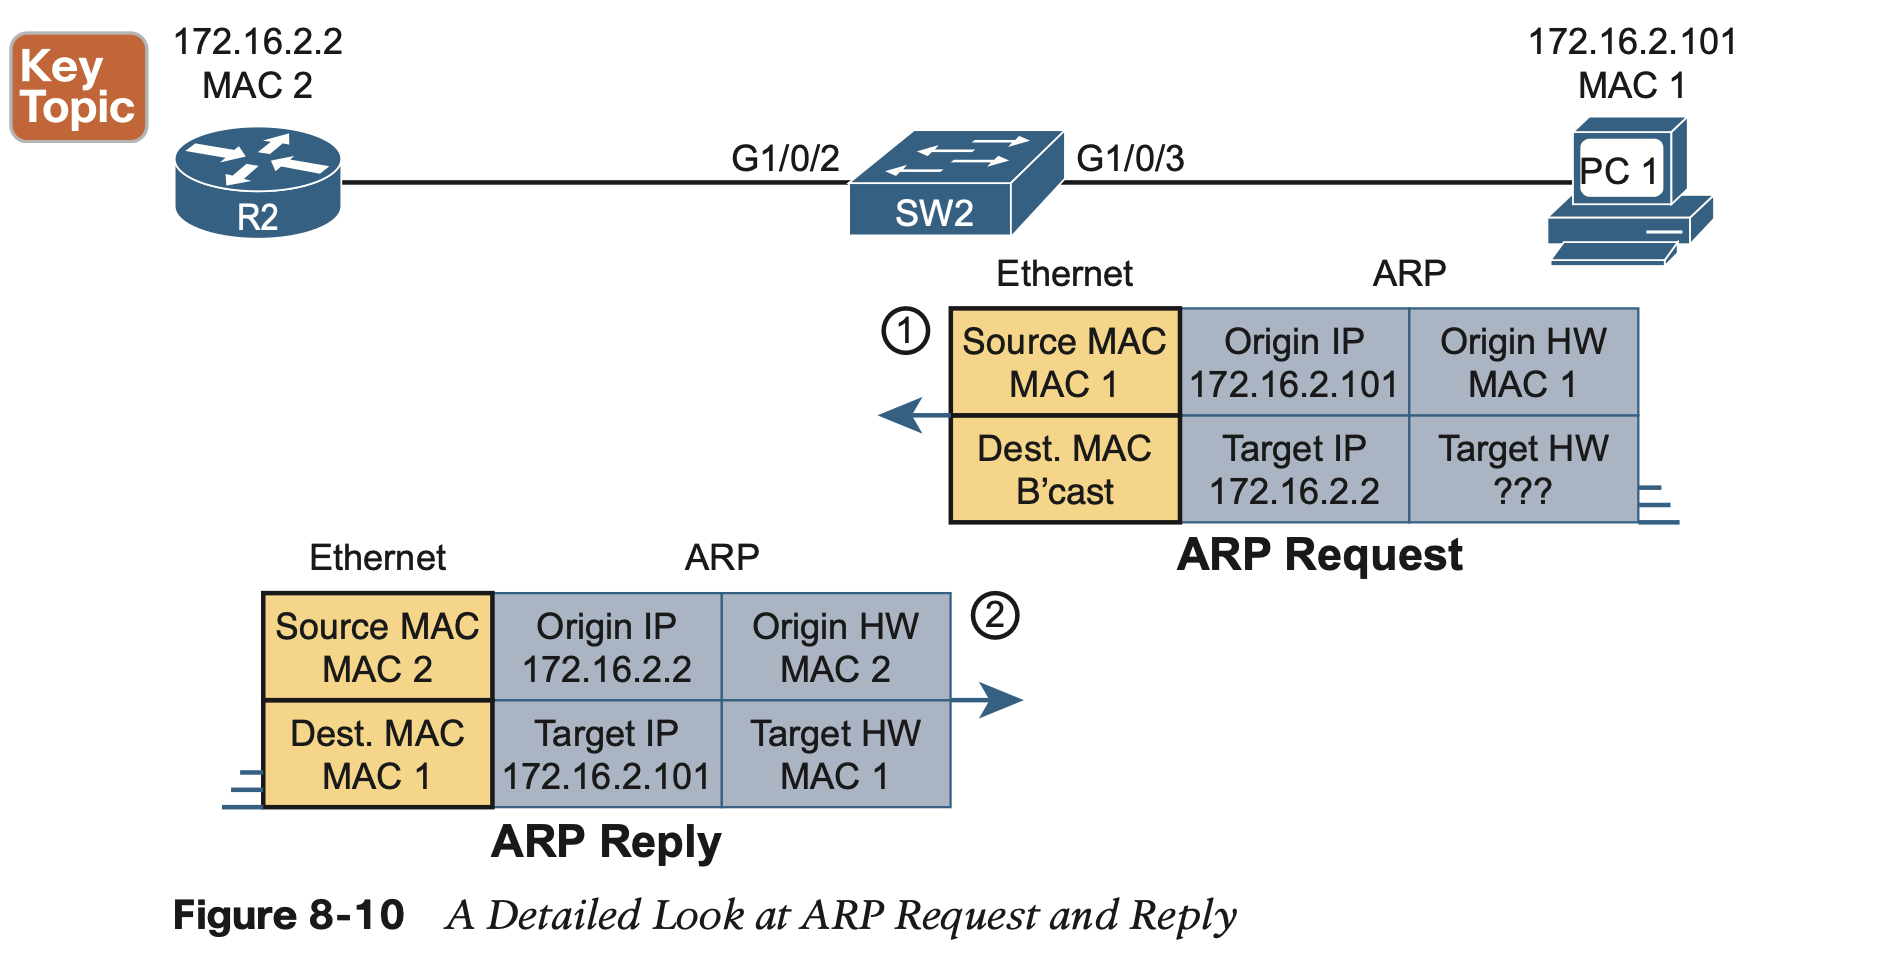 Key
Topic
172.16.2.2
MAC 2
172.16.2.101
MAC 1
G1/0/2
G1/0/3
R2
SW2
PC 1
Ethernet
ARP
1
Source MAC
MAC 1
Origin IP
172.16.2.101
Origin HW
MAC 1
Dest. MAC
B’cast
Target IP
172.16.2.2
Target HW
???
ARP Request
Ethernet
ARP
Source MAC
MAC 2
Origin IP
172.16.2.2
Origin HW
MAC 2
2
Dest. MAC
MAC 1
Target IP
172.16.2.101
Target HW
MAC 1
ARP Reply
Figure 8-10 A Detailed Look at ARP Request and Reply